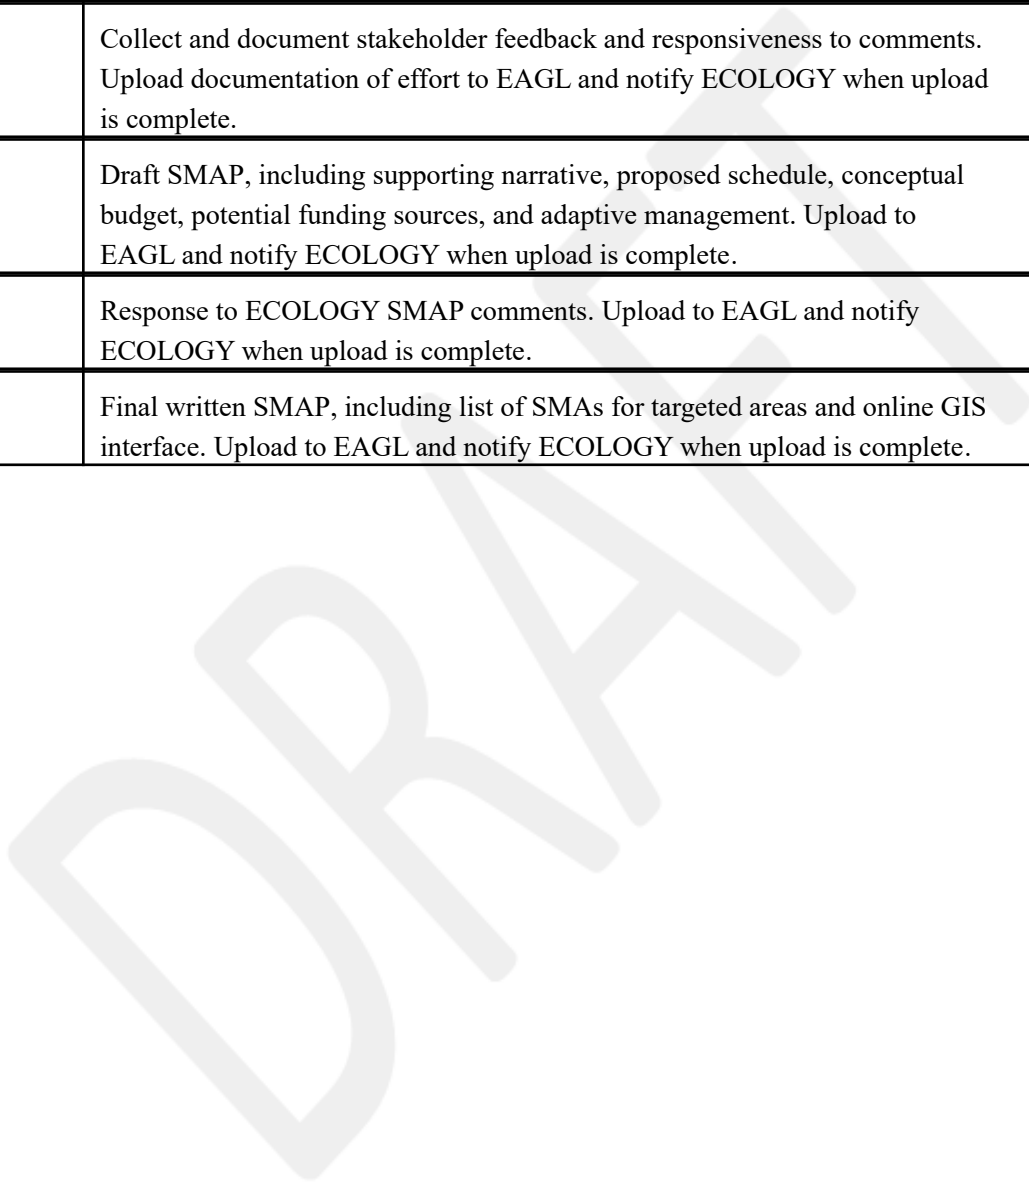 Collect and document stakeholder feedback and responsiveness to comments.
Upload documentation of effort to EAGL and notify ECOLOGY when upload
is complete.
Draft SMAP, including supporting narrative, proposed schedule, conceptual
budget, potential funding sources, and adaptive management. Upload to
EAGL and notify ECOLOGY when upload is complete.
Response to ECOLOGY SMAP comments. Upload to EAGL and notify
ECOLOGY when upload is complete.
Final written SMAP, including list of SMAs for targeted areas and online GIS
interface. Upload to EAGL and notify ECOLOGY when upload is complete.
DRAFT